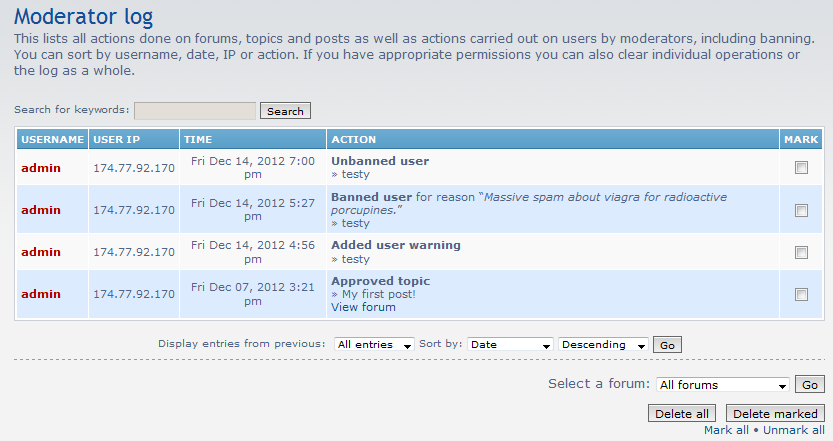 Moderator log
This lists all actions done on forums, topics and posts as well as actions carried out on users by moderators, including banning.
You can sort by username, date, IP or action. If you have appropriate permissions you can also clear individual operations or
the log as a whole.
Search for keywords: Search
USERNAME USER IP TIME ACTION MARK
admin 174.77.92.170 Fri Dec 14, 2012 7:00 pm Unbanned user
» testy
admin 174.77.92.170 Fri Dec 14, 2012 5:27 pm Banned user for reason “Massive spam about viagra for radioactive
porcupines.”
» testy
admin 174.77.92.170 Fri Dec 14, 2012 4:56 pm Added user warning
» testy
admin 174.77.92.170 Fri Dec 07, 2012 3:21 pm Approved topic
» My first post!
View forum
Display entries from previous: All entries Sort by: Date Descending Go
Select a forum: All forums Go
Delete all Delete marked
Mark all • Unmark all